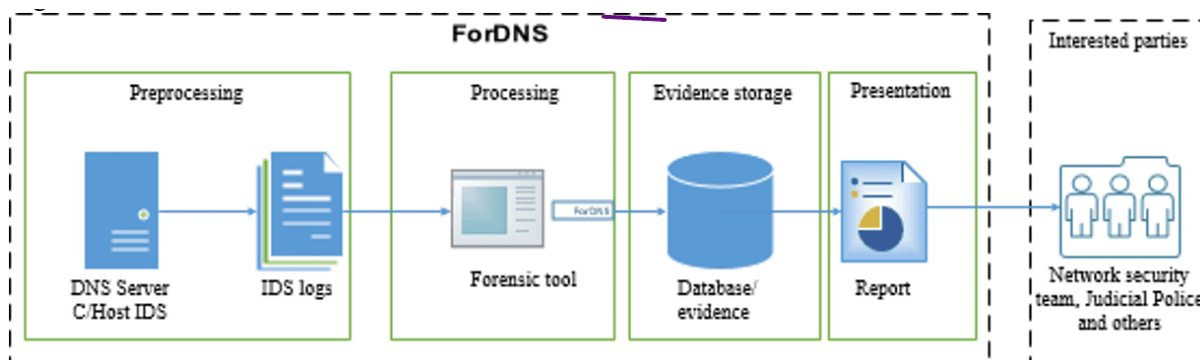 ForDNS
Interested parties
Preprocessing
Processing
Evidence storage
Presentation
ForDNS
DNS Server
C/Host IDS
IDS logs
Forensic tool
Database/
evidence
Report
Network security
team, Judicial Police
and others